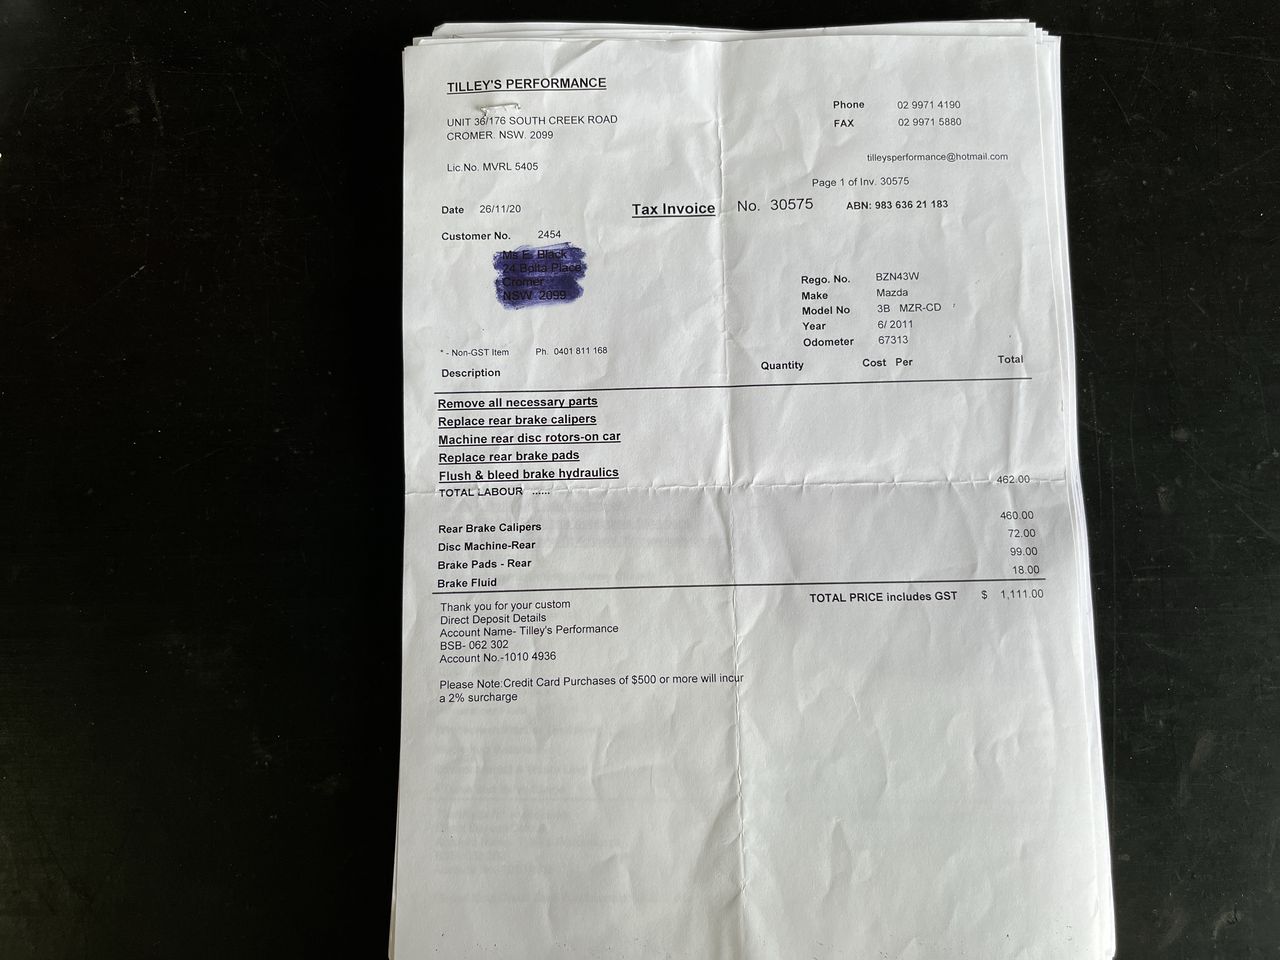 TILLEY'S PERFORMANCE
UNIT 36/176 SOUTH CREEK ROAD
CROMER. NSW. 2099
Phone 02 9971 4190
FAX 02 9971 5880
Lic.No. MVRL 5405
tilleysperformance@hotmail.com
Page 1 of Inv. 30575
Date 26/11/20 Tax Invoice No. 30575 ABN: 983 636 21 183
Customer No. 2454
Rego. No. BZN43W
Make Mazda
Model No 3B MZR-CD
Year 6/ 2011
Odometer 67313
* - Non-GST Item Ph. 0401 811 168
Description Quantity Cost Per Total
Remove all necessary parts
Replace rear brake calipers
Machine rear disc rotors-on car
Replace rear brake pads
Flush & bleed brake hydraulics
TOTAL LABOUR ...... 462.00
Rear Brake Calipers 460.00
Disc Machine-Rear 72.00
Brake Pads - Rear 99.00
Brake Fluid 18.00
TOTAL PRICE includes GST $ 1,111.00
Thank you for your custom
Direct Deposit Details
Account Name- Tilley's Performance
BSB- 062 302
Account No.-1010 4936
Please Note:Credit Card Purchases of $500 or more will incur
a 2% surcharge